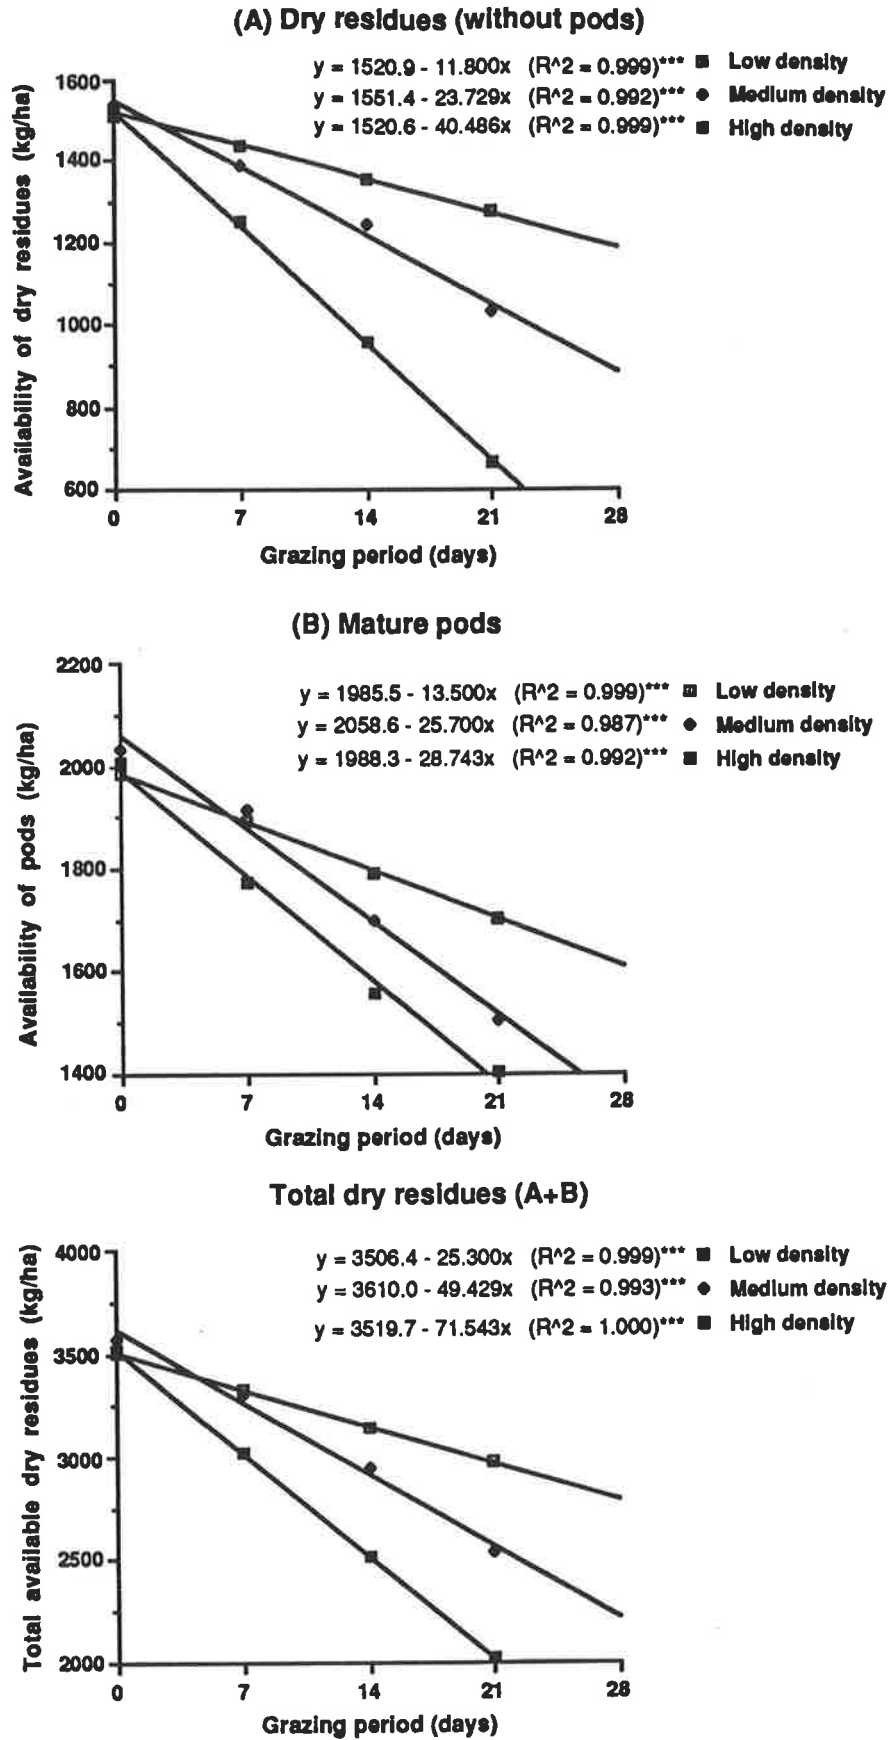 (A) Dry residues (without pods)
y = 1520.9 - 11.800x (R^2 = 0.999)*** Low density
y = 1551.4 - 23.729x (R^2 = 0.992)*** Medium density
y = 1520.6 - 40.486x (R^2 = 0.999)*** High density
Availability of dry residues (kg/ha)
1600
1400
1200
1000
800
600
0 7 14 21 28
Grazing period (days)
(B) Mature pods
y = 1985.5 - 13.500x (R^2 = 0.999)*** Low density
y = 2058.6 - 25.700x (R^2 = 0.987)*** Medium density
y = 1988.3 - 28.743x (R^2 = 0.992)*** High density
Availability of pods (kg/ha)
2200
2000
1800
1600
1400
0 7 14 21 28
Grazing period (days)
Total dry residues (A+B)
y = 3506.4 - 25.300x (R^2 = 0.999)*** Low density
y = 3610.0 - 49.429x (R^2 = 0.993)*** Medium density
y = 3519.7 - 71.543x (R^2 = 1.000)*** High density
Total available dry residues (kg/ha)
4000
3500
3000
2500
2000
0 7 14 21 28
Grazing period (days)